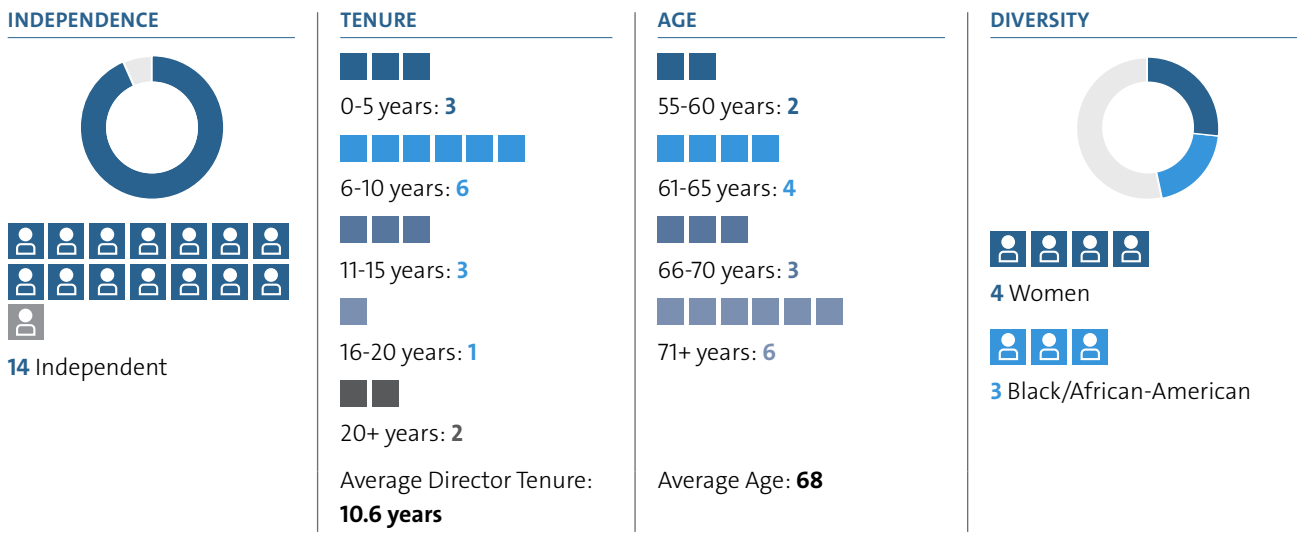 INDEPENDENCE
14 Independent
TENURE
0-5 years: 3
6-10 years: 6
11-15 years: 3
16-20 years: 1
20+ years: 2
Average Director Tenure:
10.6 years
AGE
55-60 years: 2
61-65 years: 4
66-70 years: 3
71+ years: 6
Average Age: 68
DIVERSITY
4 Women
3 Black/African-American